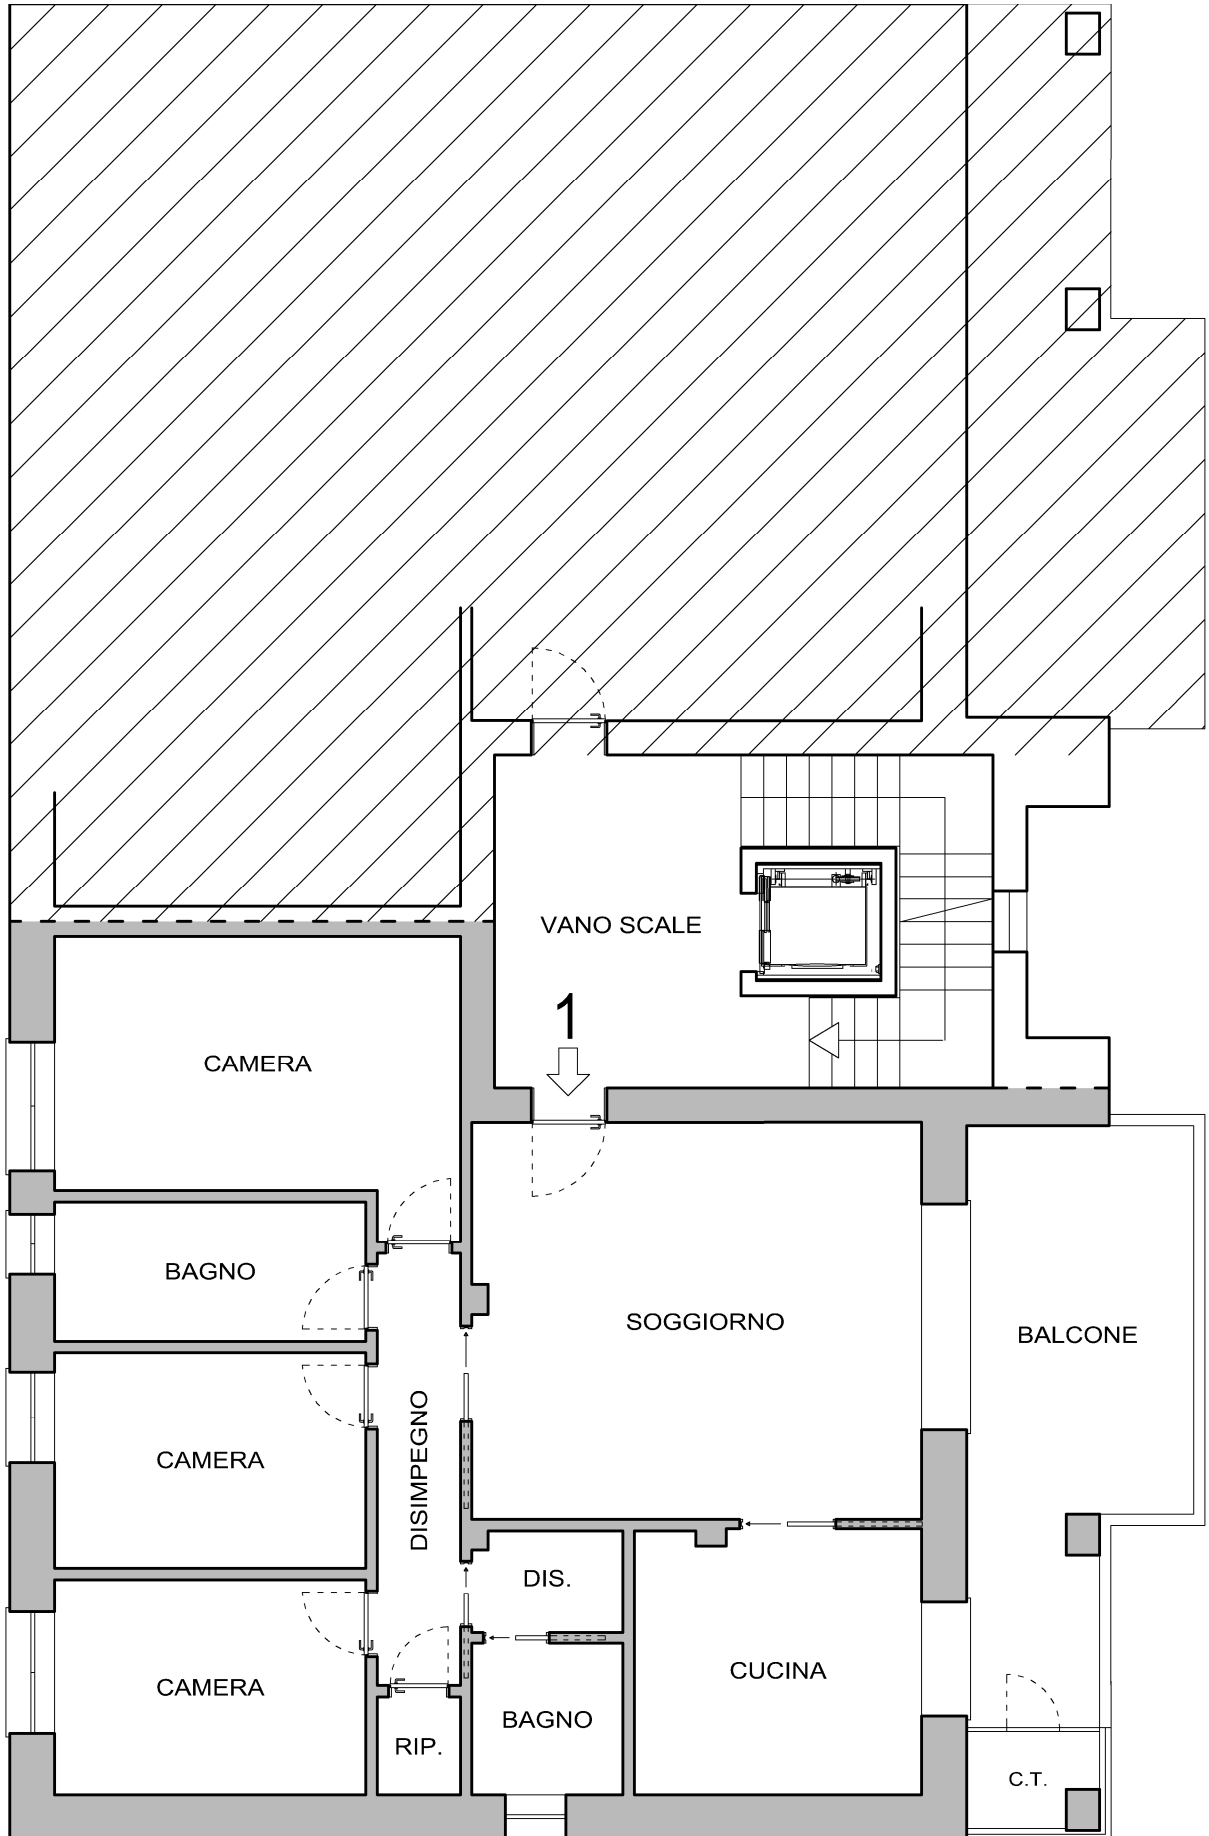 VANO SCALE
1
CAMERA
BAGNO
SOGGIORNO
BALCONE
CAMERA
DISIMPEGNO
DIS.
CAMERA
CUCINA
BAGNO
RIP.
C.T.